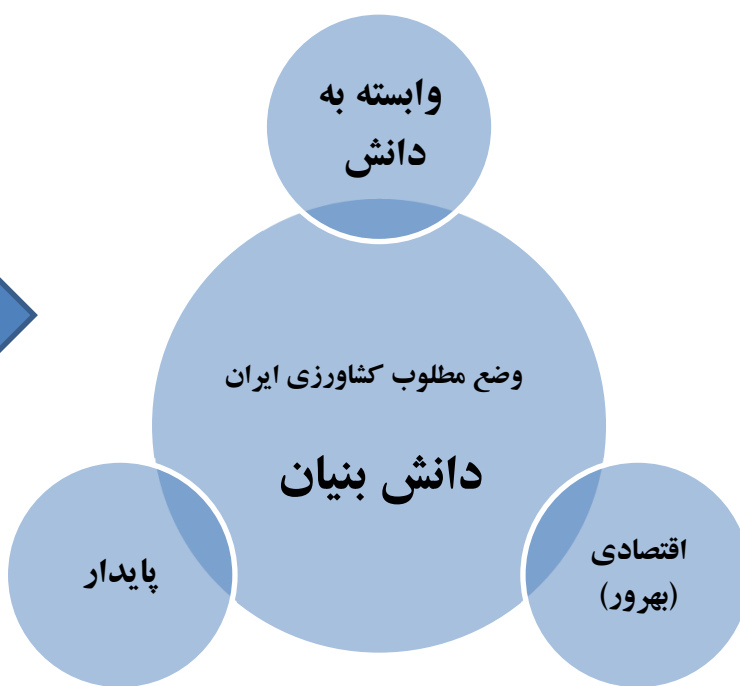 وابسته به
دانش
وضع مطلوب کشاورزی ایران
دانش بنیان
پایدار
اقتصادی
(بهرور)